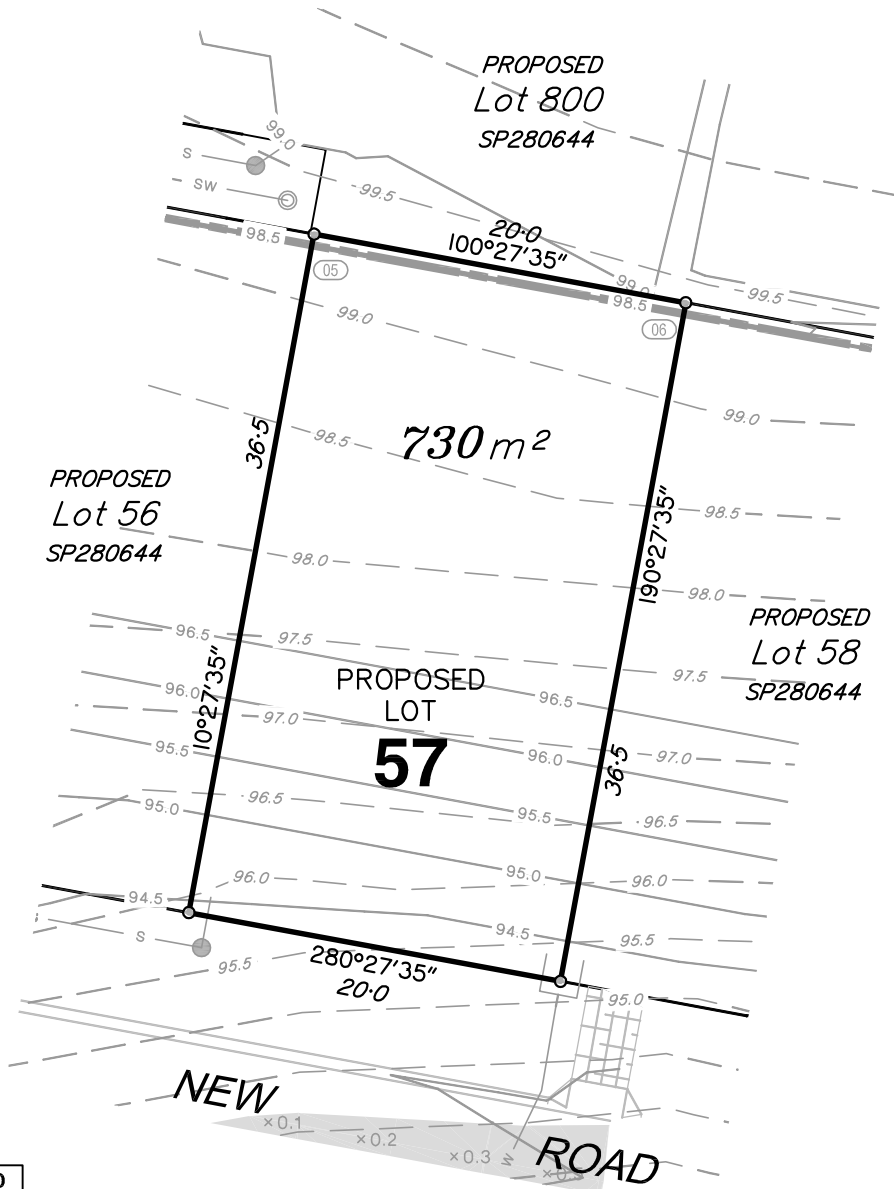 PROPOSED
Lot 800
SP280644
99.0
S
SW
99.5
20·0
100°27'35"
98.5
05
99.0
98.5
99.5
06
99.0
99.0
36·5
98.5
730 m²
PROPOSED
Lot 56
SP280644
98.5
190°27'35"
98.0
98.0
PROPOSED
Lot 58
SP280644
96.5
97.5
97.5
10°27'35"
PROPOSED
LOT
57
96.0
96.5
97.0
97.0
95.5
96.0
36·5
96.5
95.0
95.5
96.5
96.0
95.0
96.0
94.5
94.5
95.5
S
95.5
280°27'35"
20·0
95.0
NEW
×0.1
×0.2
×0.3
W
ROAD